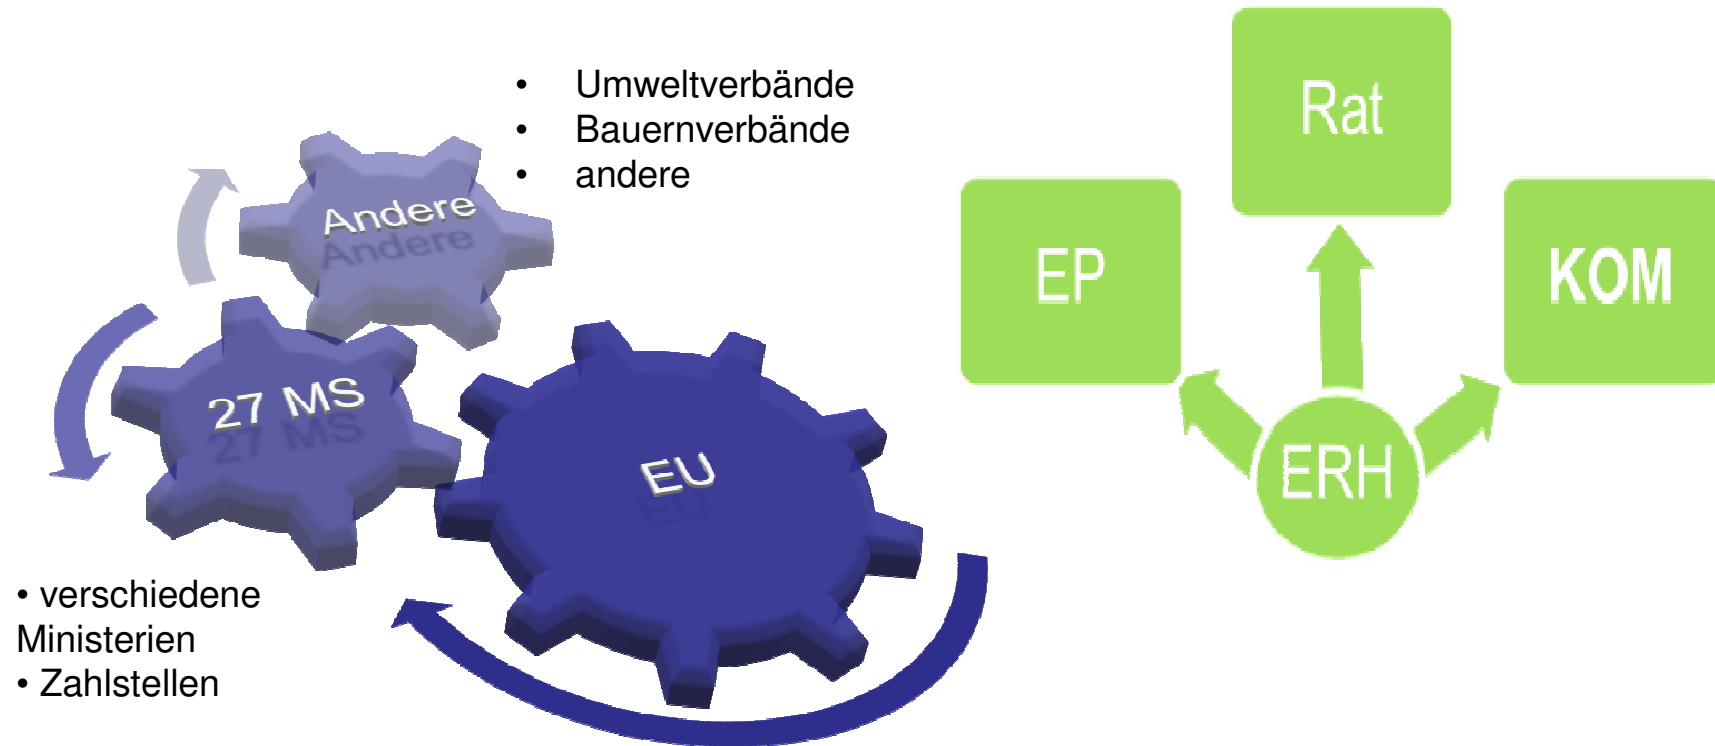 • Umweltverbände
• Bauernverbände
• andere
Andere
27 MS
EU
• verschiedene
Ministerien
• Zahlstellen
Rat
EP
KOM
ERH